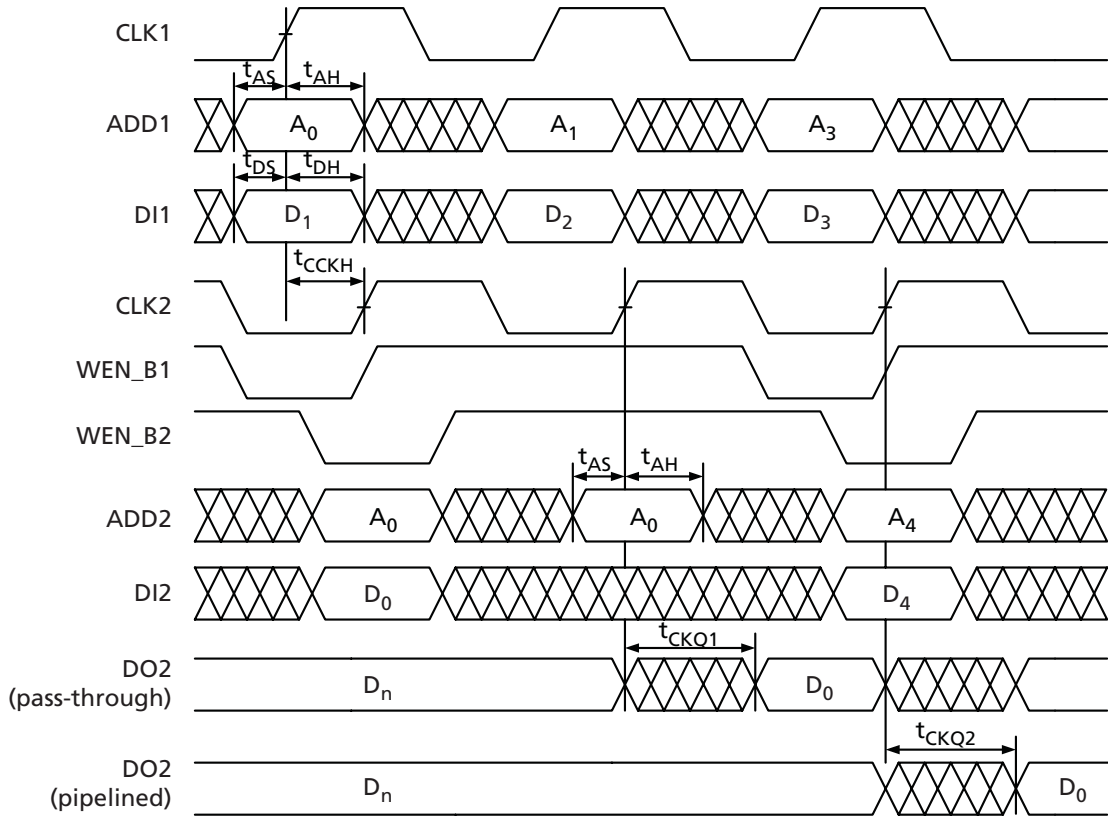 CLK1
tAS tAH
ADD1 A0 A1 A3
tDS tDH
DI1 D1 D2 D3
tCCKH
CLK2
WEN_B1
WEN_B2
tAS tAH
ADD2 A0 A0 A4
DI2 D0 D4
tCKQ1
DO2
(pass-through) Dn D0
tCKQ2
DO2
(pipelined) Dn D0